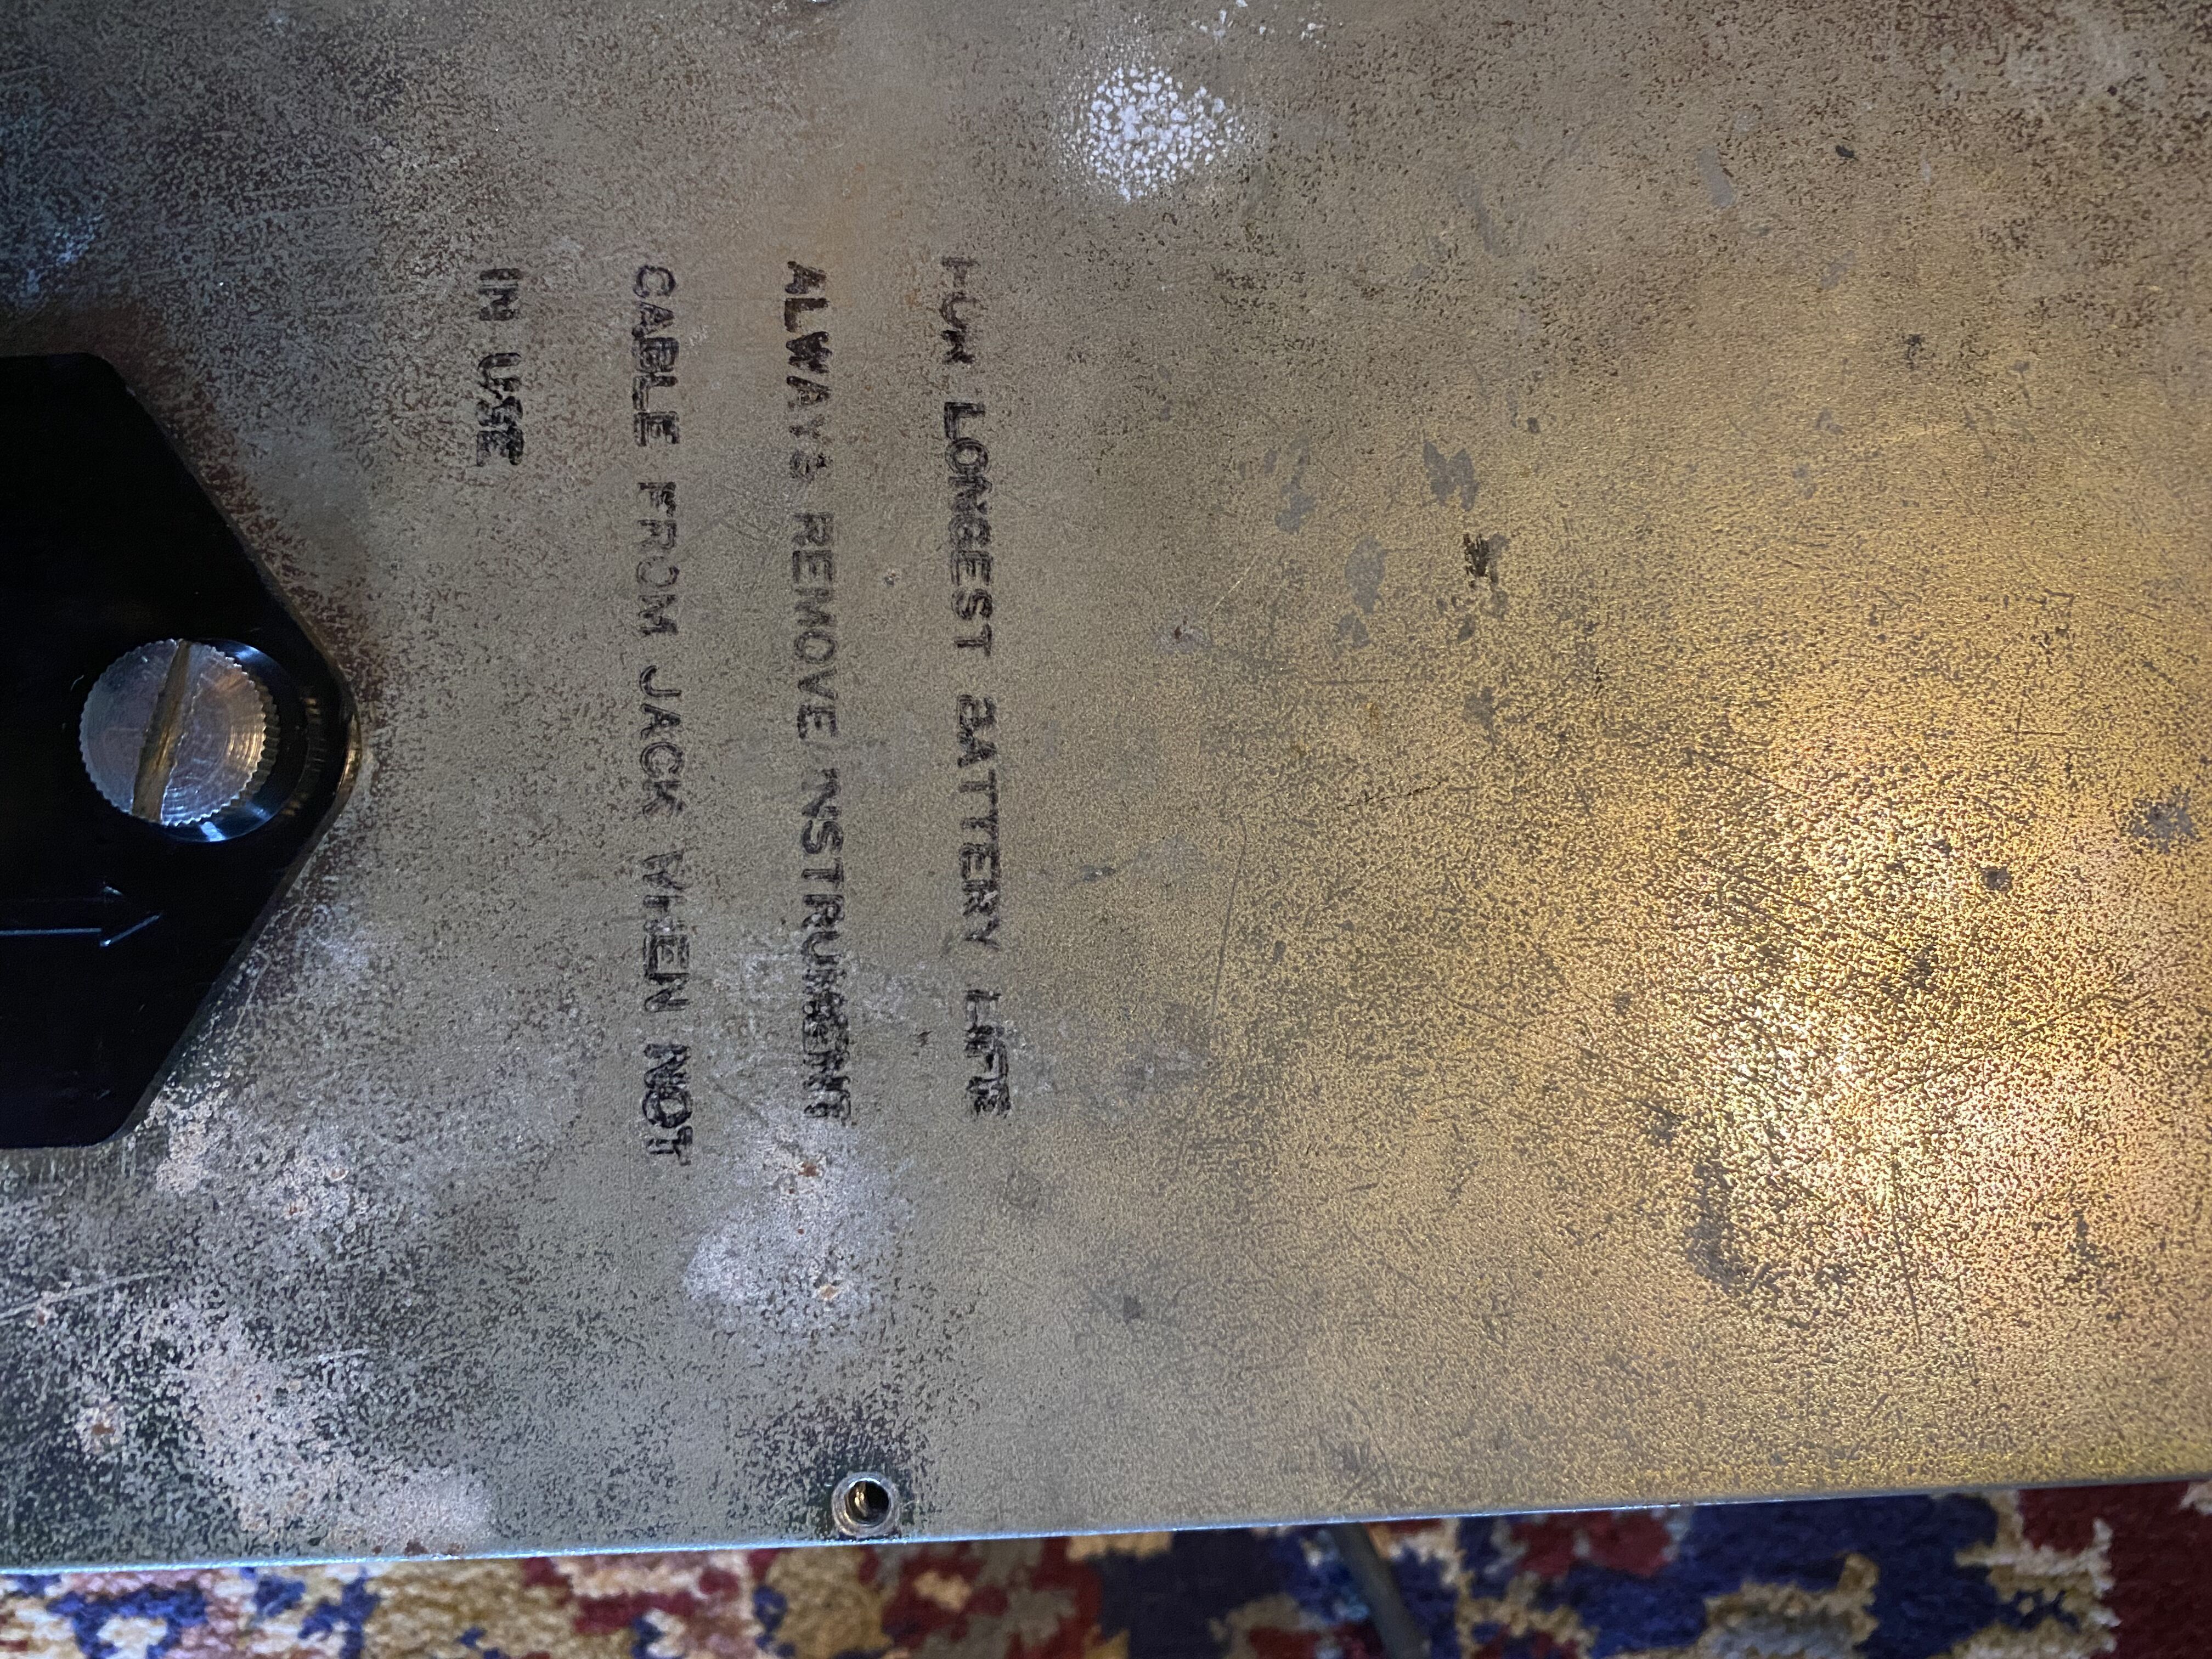 FOR LONGEST BATTERY LIFE
ALWAYS REMOVE INSTRUMENT
CABLE FROM JACK WHEN NOT
IN USE